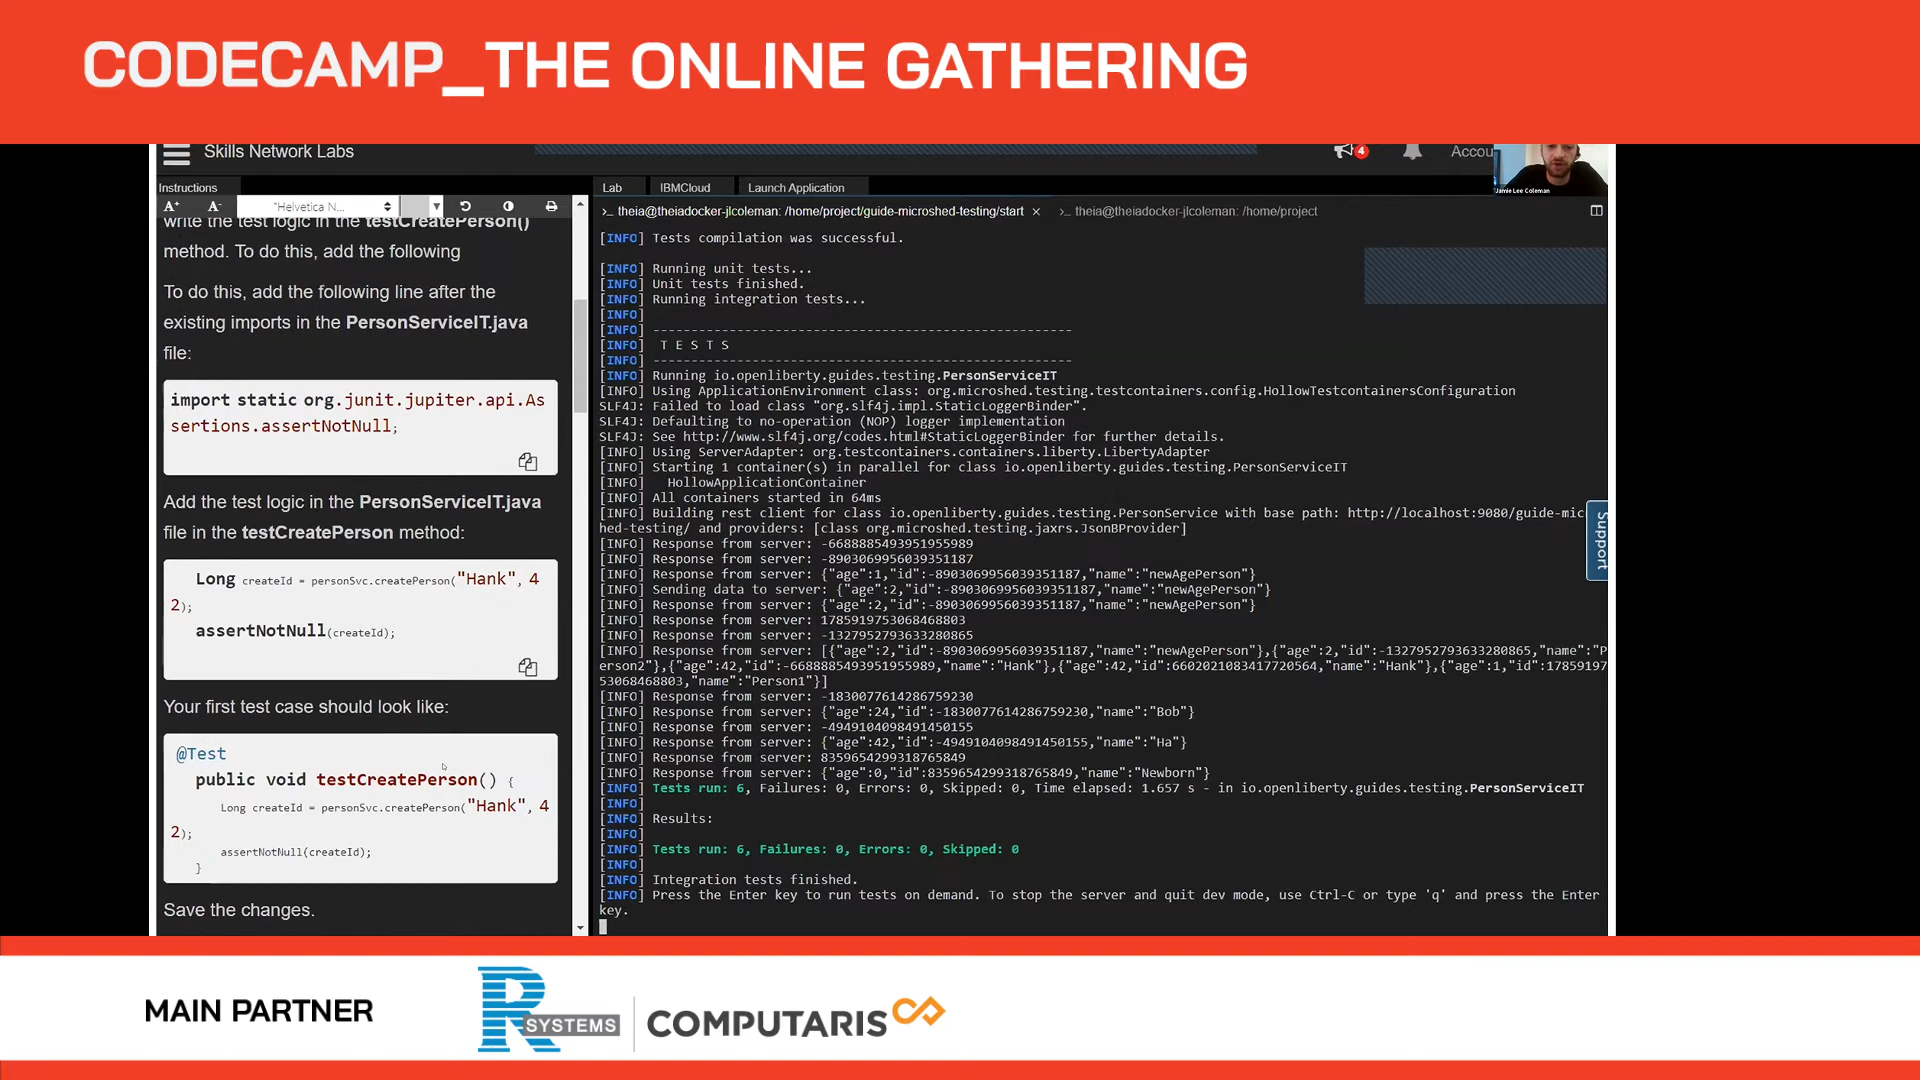 CODECAMP_THE ONLINE GATHERING
Skills Network Labs
4
Accou
Jamie Lee Coleman
Instructions
Lab
IBMCloud
Launch Application
A+
A-
"Helvetica N...
write the test logic in the testCreatePerson()
method. To do this, add the following
To do this, add the following line after the
existing imports in the PersonServiceIT.java
file:
import static org.junit.jupiter.api.As
sertions.assertNotNull;
Add the test logic in the PersonServiceIT.java
file in the testCreatePerson method:
Long createId = personSvc.createPerson("Hank", 4
2);
assertNotNull(createId);
Your first test case should look like:
@Test
public void testCreatePerson() {
Long createId = personSvc.createPerson("Hank", 4
2);
assertNotNull(createId);
}
Save the changes.
>_ theia@theiadocker-jlcoleman: /home/project/guide-microshed-testing/start ×
>_ theia@theiadocker-jlcoleman: /home/project
[INFO] Tests compilation was successful.
[INFO] Running unit tests...
[INFO] Unit tests finished.
[INFO] Running integration tests...
[INFO]
[INFO] -------------------------------------------------------
[INFO]  T E S T S
[INFO] -------------------------------------------------------
[INFO] Running io.openliberty.guides.testing.PersonServiceIT
[INFO] Using ApplicationEnvironment class: org.microshed.testing.testcontainers.config.HollowTestcontainersConfiguration
SLF4J: Failed to load class "org.slf4j.impl.StaticLoggerBinder".
SLF4J: Defaulting to no-operation (NOP) logger implementation
SLF4J: See http://www.slf4j.org/codes.html#StaticLoggerBinder for further details.
[INFO] Using ServerAdapter: org.testcontainers.containers.liberty.LibertyAdapter
[INFO] Starting 1 container(s) in parallel for class io.openliberty.guides.testing.PersonServiceIT
[INFO]   HollowApplicationContainer
[INFO] All containers started in 64ms
[INFO] Building rest client for class io.openliberty.guides.testing.PersonService with base path: http://localhost:9080/guide-mic
hed-testing/ and providers: [class org.microshed.testing.jaxrs.JsonBProvider]
[INFO] Response from server: -6688885493951955989
[INFO] Response from server: -8903069956039351187
[INFO] Response from server: {"age":1,"id":-8903069956039351187,"name":"newAgePerson"}
[INFO] Sending data to server: {"age":2,"id":-8903069956039351187,"name":"newAgePerson"}
[INFO] Response from server: {"age":2,"id":-8903069956039351187,"name":"newAgePerson"}
[INFO] Response from server: 1785919753068468803
[INFO] Response from server: -1327952793633280865
[INFO] Response from server: [{"age":2,"id":-8903069956039351187,"name":"newAgePerson"},{"age":2,"id":-1327952793633280865,"name":"P
erson2"},{"age":42,"id":-6688885493951955989,"name":"Hank"},{"age":42,"id":6602021083417720564,"name":"Hank"},{"age":1,"id":17859197
53068468803,"name":"Person1"}]
[INFO] Response from server: -1830077614286759230
[INFO] Response from server: {"age":24,"id":-1830077614286759230,"name":"Bob"}
[INFO] Response from server: -4949104098491450155
[INFO] Response from server: {"age":42,"id":-4949104098491450155,"name":"Ha"}
[INFO] Response from server: 8359654299318765849
[INFO] Response from server: {"age":0,"id":8359654299318765849,"name":"Newborn"}
[INFO] Tests run: 6, Failures: 0, Errors: 0, Skipped: 0, Time elapsed: 1.657 s - in io.openliberty.guides.testing.PersonServiceIT
[INFO]
[INFO] Results:
[INFO]
[INFO] Tests run: 6, Failures: 0, Errors: 0, Skipped: 0
[INFO]
[INFO] Integration tests finished.
[INFO] Press the Enter key to run tests on demand. To stop the server and quit dev mode, use Ctrl-C or type 'q' and press the Enter
key.
Support
MAIN PARTNER
R SYSTEMS
COMPUTARIS